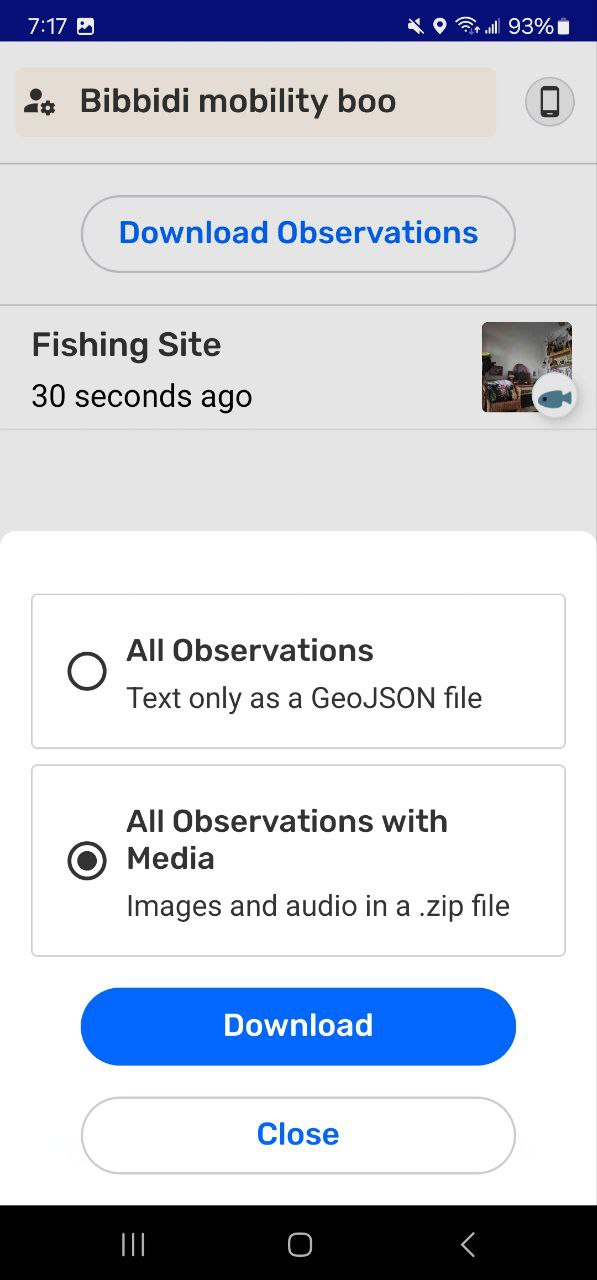 7:17
93%
Bibbidi mobility boo
Download Observations
Fishing Site
30 seconds ago
All Observations
Text only as a GeoJSON file
All Observations with
Media
Images and audio in a .zip file
Download
Close